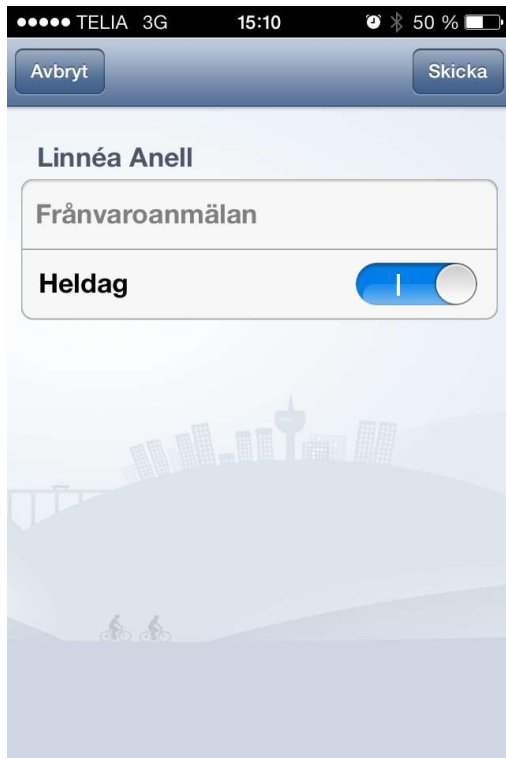 TELIA 3G 15:10 50 %
Avbryt Skicka
Linnéa Anell
Frånvaroanmälan
Heldag